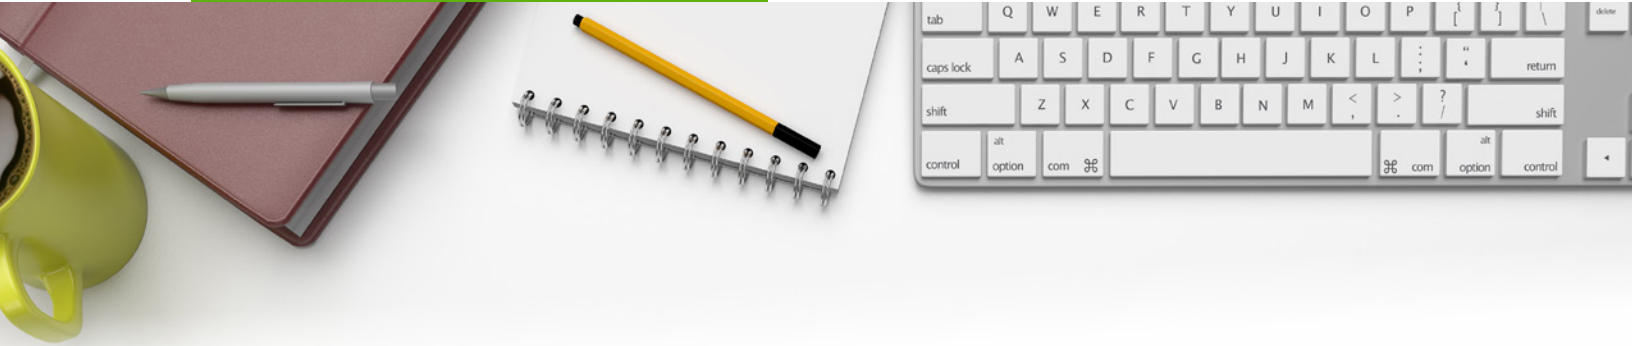 tab Q W E R T Y U I O P { [ } ] | \ delete
caps lock A S D F G H J K L : ; “ ‘ return
shift Z X C V B N M < , > . ? / shift
control alt option com ⌘ ⌘ com alt option control ◂